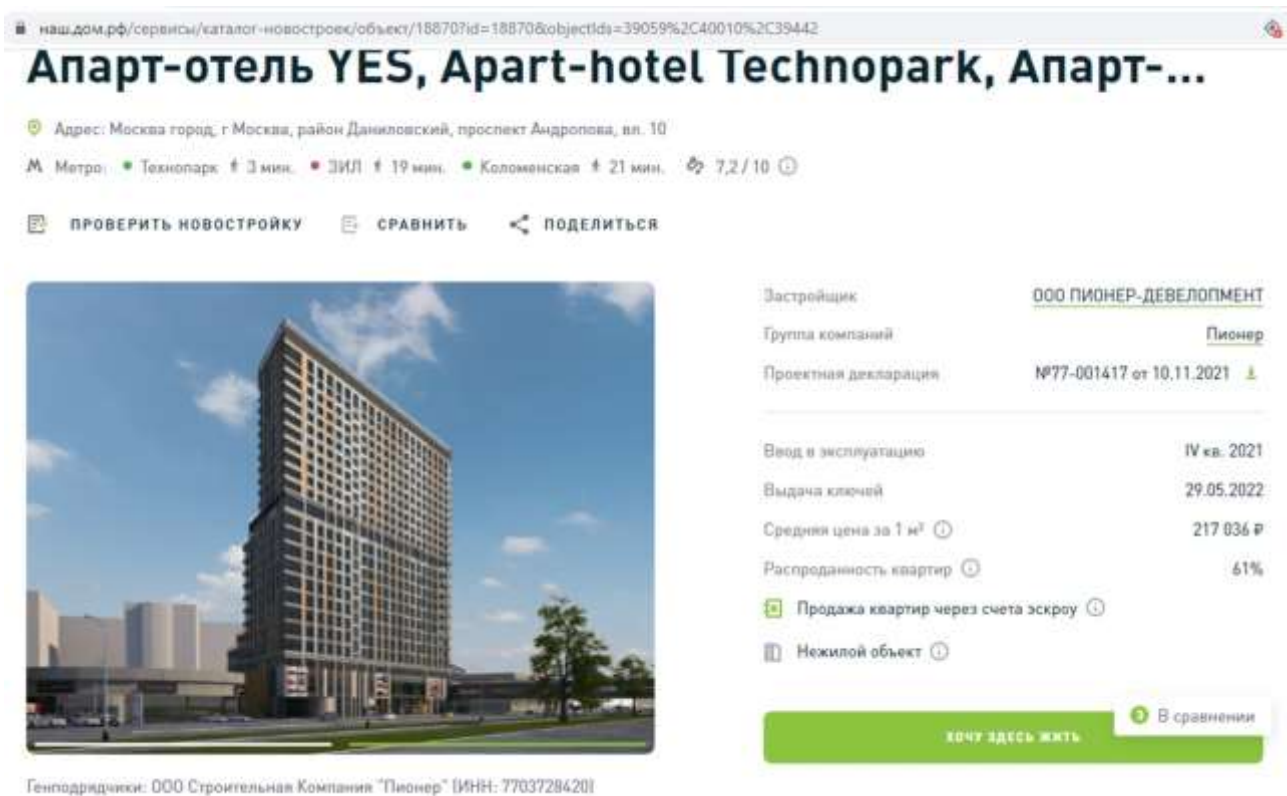 наш.дом.рф/сервисы/каталог-новостроек/объект/18870?id=18870&objectIds=39059%2C40010%2C39442
Апарт-отель YES, Apart-hotel Technopark, Апарт-...
Адрес: Москва город, г Москва, район Даниловский, проспект Андропова, вл. 10
Метро: Технопарк 3 мин. ЗИЛ 19 мин. Коломенская 21 мин. 7,2 / 10
ПРОВЕРИТЬ НОВОСТРОЙКУ СРАВНИТЬ ПОДЕЛИТЬСЯ
Застройщик ООО ПИОНЕР-ДЕВЕЛОПМЕНТ
Группа компаний Пионер
Проектная декларация №77-001417 от 10.11.2021
Ввод в эксплуатацию IV кв. 2021
Выдача ключей 29.05.2022
Средняя цена за 1 м² 217 036 ₽
Распроданность квартир 61%
Продажа квартир через счета эскроу
Нежилой объект
3 В сравнении
ХОЧУ ЗДЕСЬ ЖИТЬ
Генподрядчики: ООО Строительная Компания "Пионер" (ИНН: 7703728420)